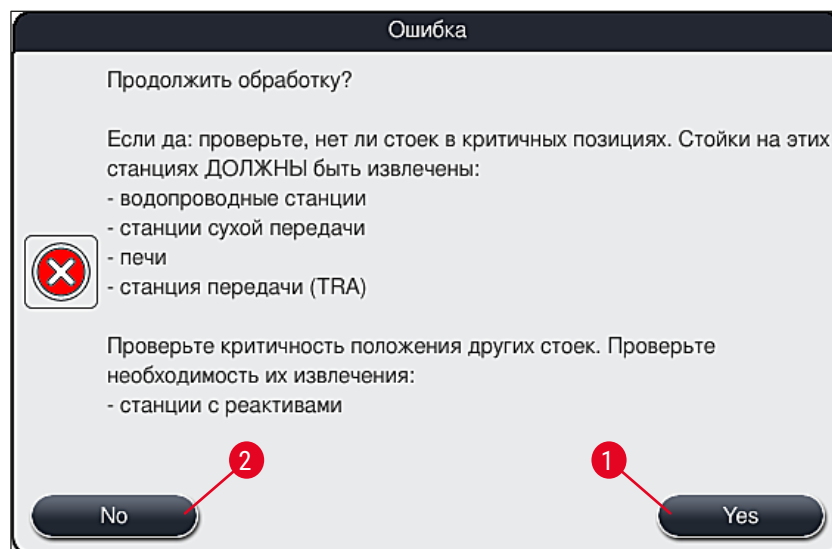 Ошибка
Продолжить обработку?
Если да: проверьте, нет ли стоек в критичных позициях. Стойки на этих
станциях ДОЛЖНЫ быть извлечены:
- водопроводные станции
- станции сухой передачи
- печи
- станция передачи (TRA)
Проверьте критичность положения других стоек. Проверьте
необходимость их извлечения:
- станции с реактивами
2
1
No
Yes